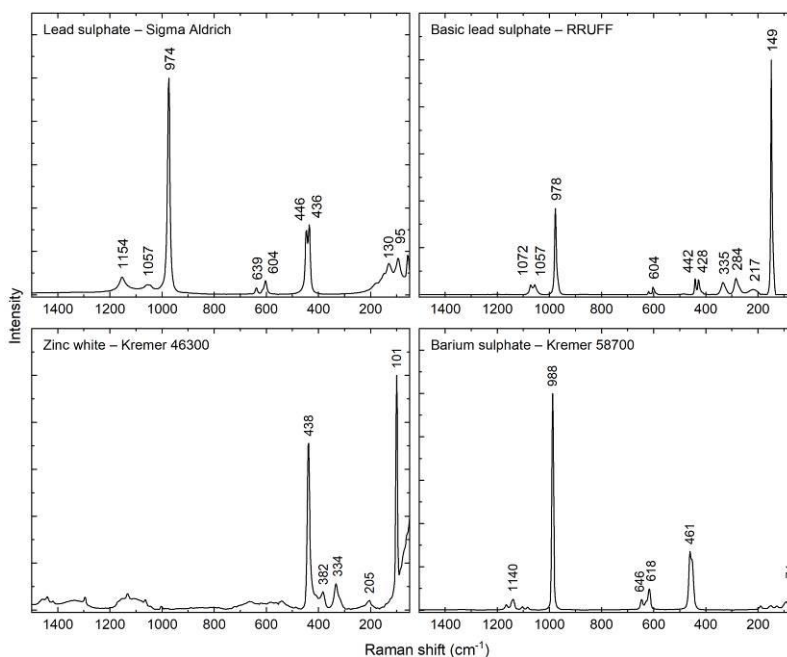 Lead sulphate – Sigma Aldrich
974
1154
1057
639
604
446
436
130
95
1400 1200 1000 800 600 400 200
Basic lead sulphate – RRUFF
149
978
1072
1057
604
442
428
335
284
217
1400 1200 1000 800 600 400 200
Intensity
Zinc white – Kremer 46300
101
438
382
334
205
1400 1200 1000 800 600 400 200
Barium sulphate – Kremer 58700
988
1140
646
618
461
1400 1200 1000 800 600 400 200
Raman shift (cm⁻¹)